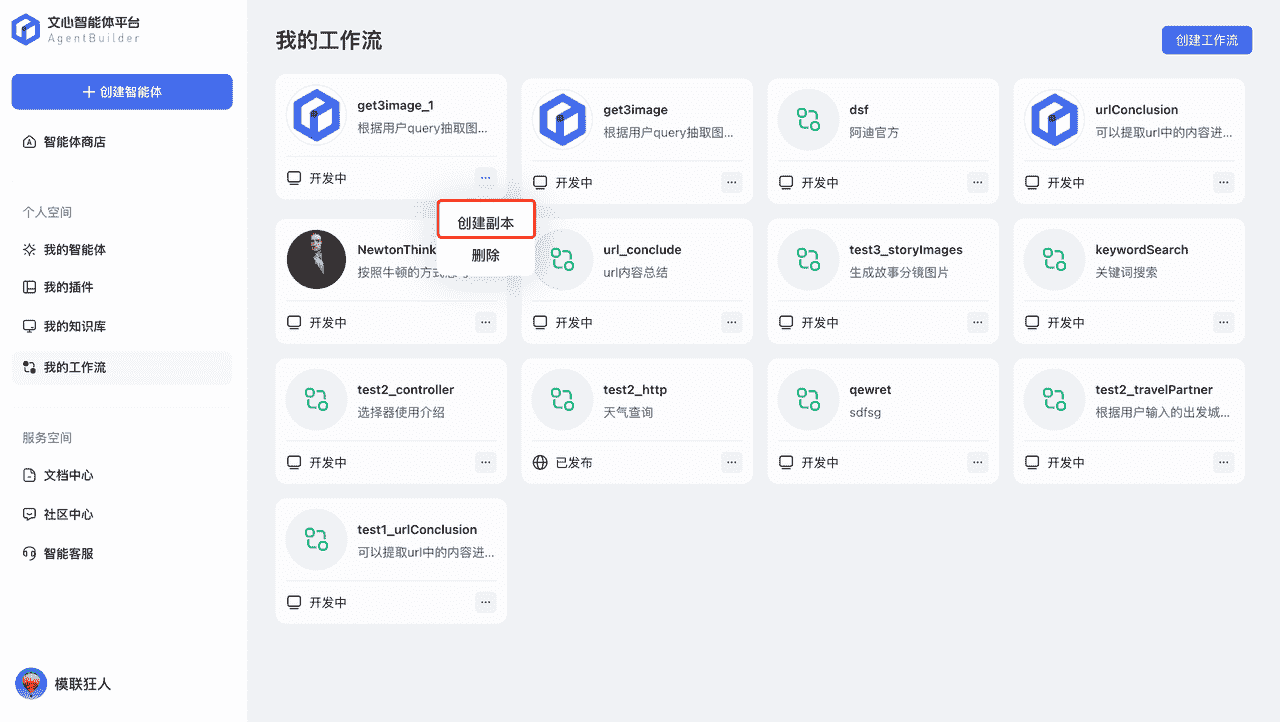 文心智能体平台
AgentBuilder
创建智能体
智能体商店
个人空间
我的智能体
我的插件
我的知识库
我的工作流
服务空间
文档中心
社区中心
智能客服
模联狂人
我的工作流
创建工作流
get3image_1
根据用户query抽取图...
开发中
get3image
根据用户query抽取图...
开发中
dsf
阿迪官方
开发中
urlConclusion
可以提取url中的内容进...
开发中
创建副本
删除
NewtonThink
按照牛顿的方式
开发中
url_conclude
url内容总结
开发中
test3_storyImages
生成故事分镜图片
开发中
keywordSearch
关键词搜索
开发中
test2_controller
选择器使用介绍
开发中
test2_http
天气查询
已发布
qewret
sdfsg
开发中
test2_travelPartner
根据用户输入的出发城...
开发中
test1_urlConclusion
可以提取url中的内容进...
开发中